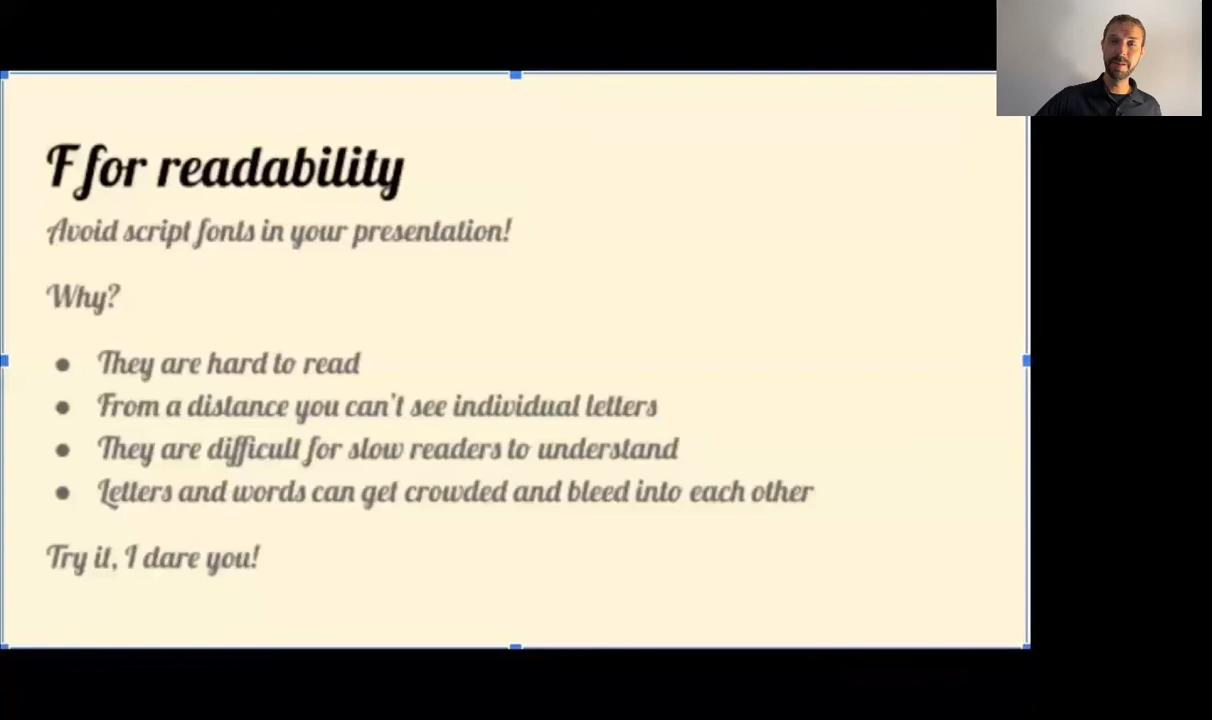 F for readability
Avoid script fonts in your presentation!
Why?
● They are hard to read
● From a distance you can't see individual letters
● They are difficult for slow readers to understand
● Letters and words can get crowded and bleed into each other
Try it, I dare you!